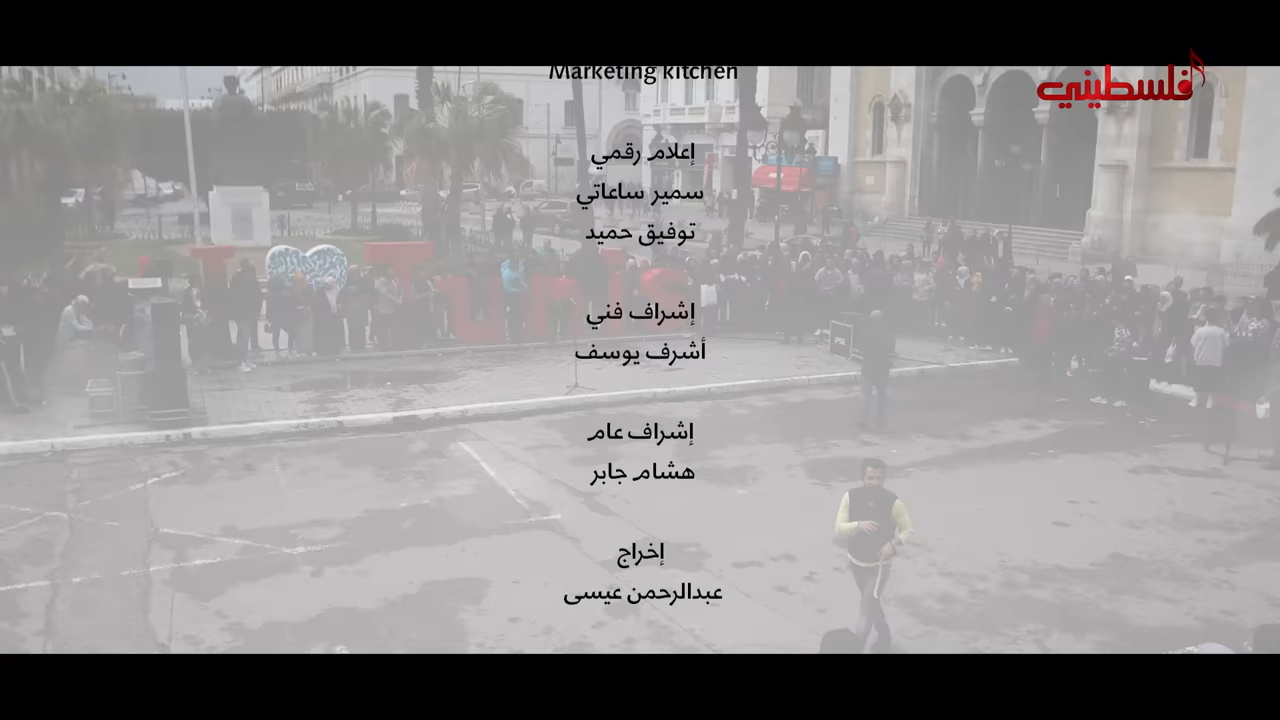 Marketing kitchen
فلسطيني
إعلام رقمي
سمير ساعاتي
توفيق حميد
إشراف فني
أشرف يوسف
إشراف عام
هشام جابر
إخراج
عبدالرحمن عيسى
I T
unis